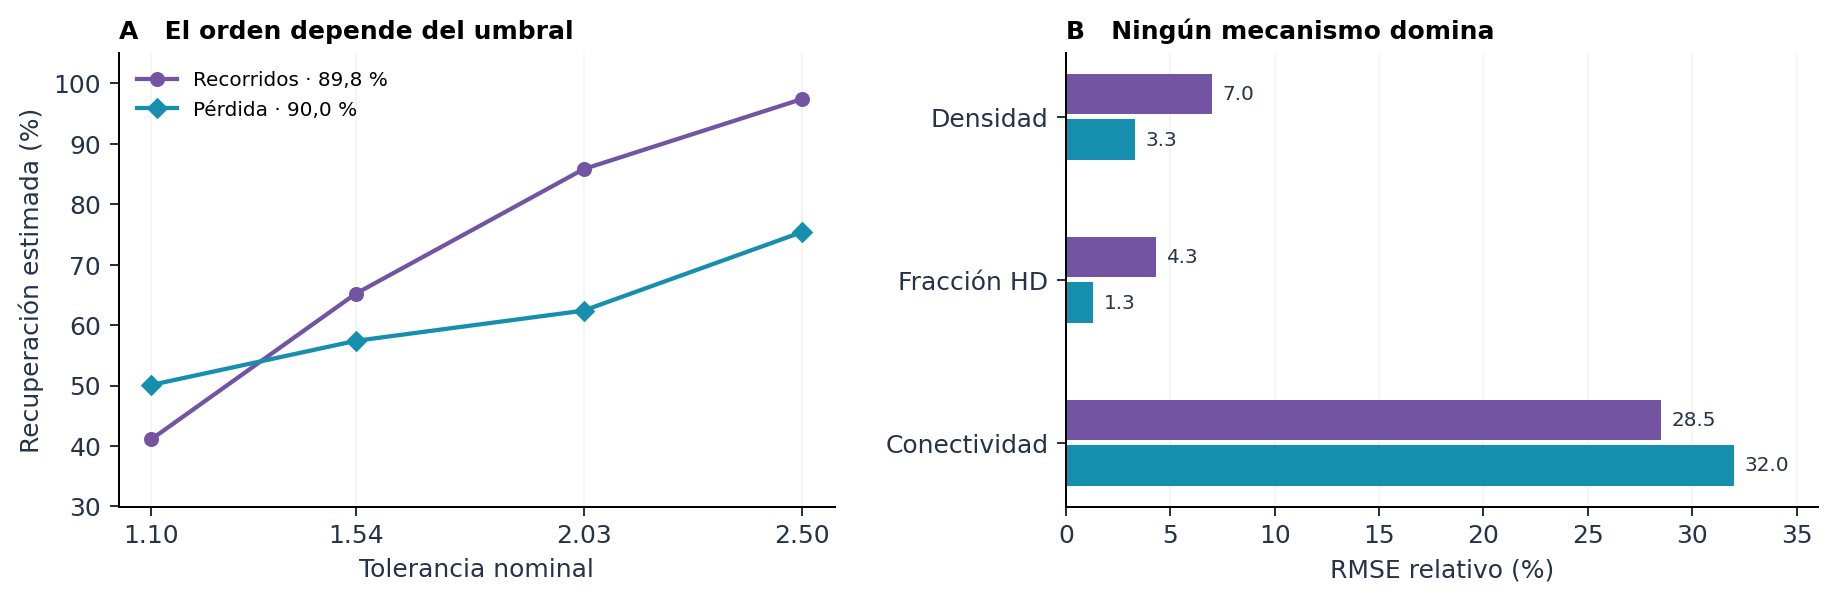 A El orden depende del umbral
Recorridos · 89,8 %
Pérdida · 90,0 %
Recuperación estimada (%)
100
90
80
70
60
50
40
30
1.10 1.54 2.03 2.50
Tolerancia nominal
B Ningún mecanismo domina
Densidad
7.0
3.3
Fracción HD
4.3
1.3
Conectividad
28.5
32.0
0 5 10 15 20 25 30 35
RMSE relativo (%)